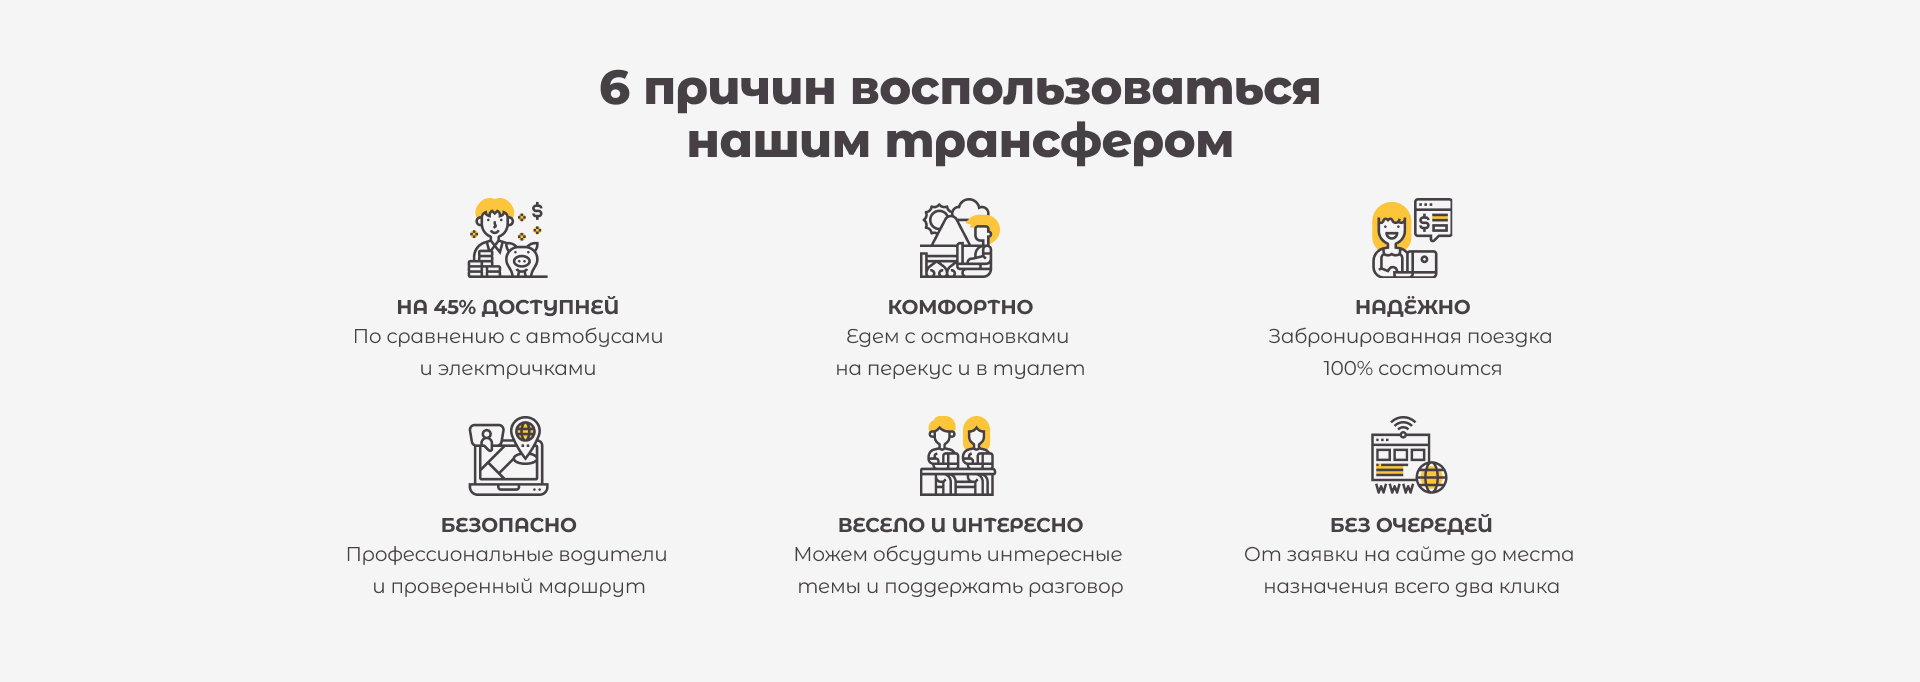 6 причин воспользоваться
нашим трансфером
$
$
НА 45% ДОСТУПНЕЙ
По сравнению с автобусами
и электричками
КОМФОРТНО
Едем с остановками
на перекус и в туалет
НАДЁЖНО
Забронированная поездка
100% состоится
WWW
БЕЗОПАСНО
Профессиональные водители
и проверенный маршрут
ВЕСЕЛО И ИНТЕРЕСНО
Можем обсудить интересные
темы и поддержать разговор
БЕЗ ОЧЕРЕДЕЙ
От заявки на сайте до места
назначения всего два клика